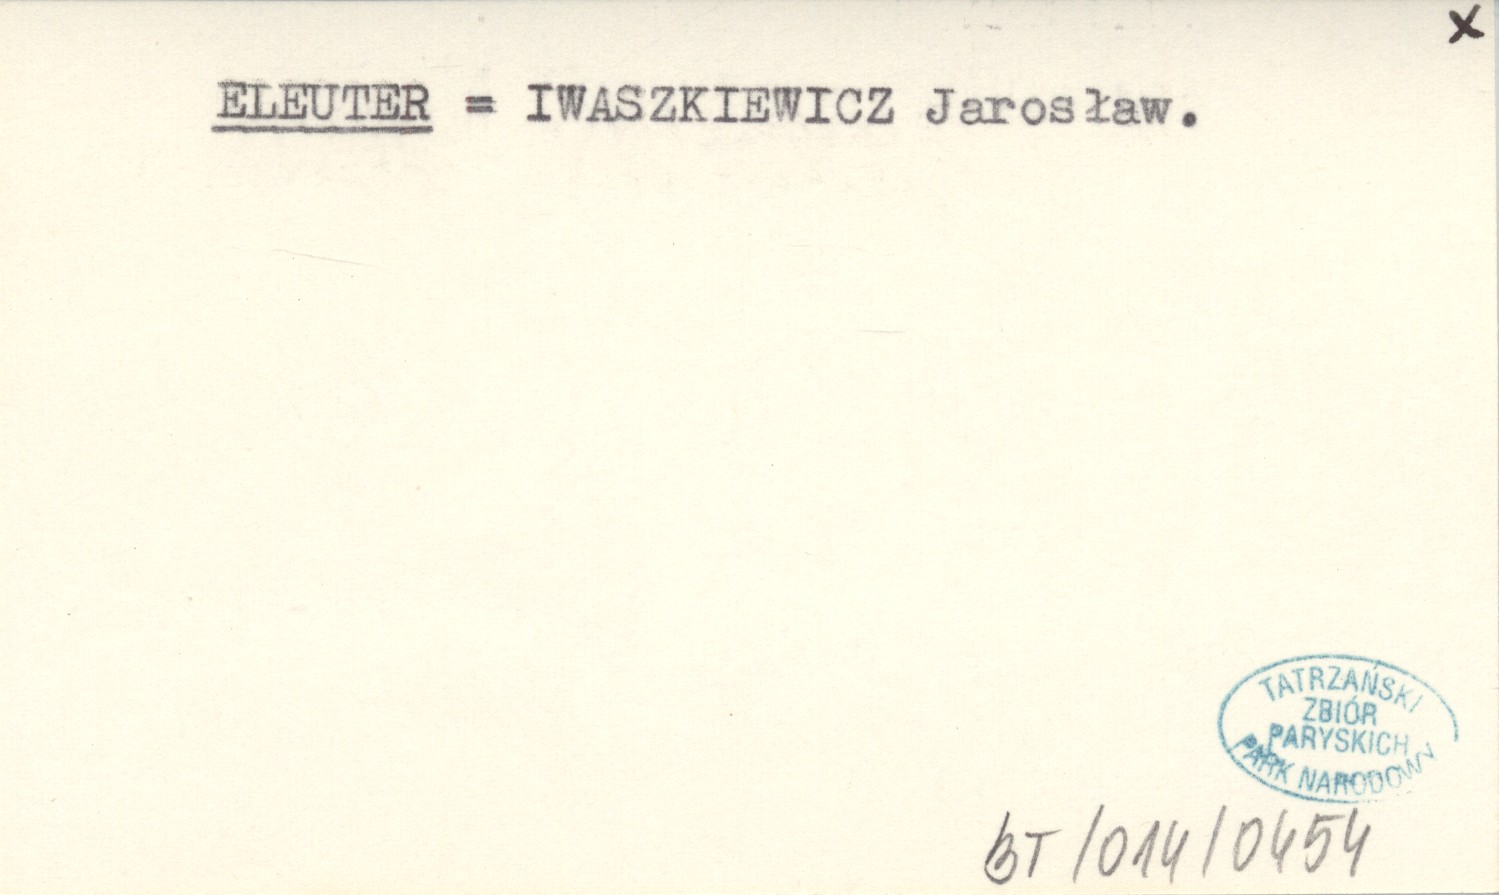 x
ELEUTER = IWASZKIEWICZ Jarosław.
TATRZAŃSKI
ZBIÓR
PARYSKICH
PARK NARODOWY
BT/014/0454